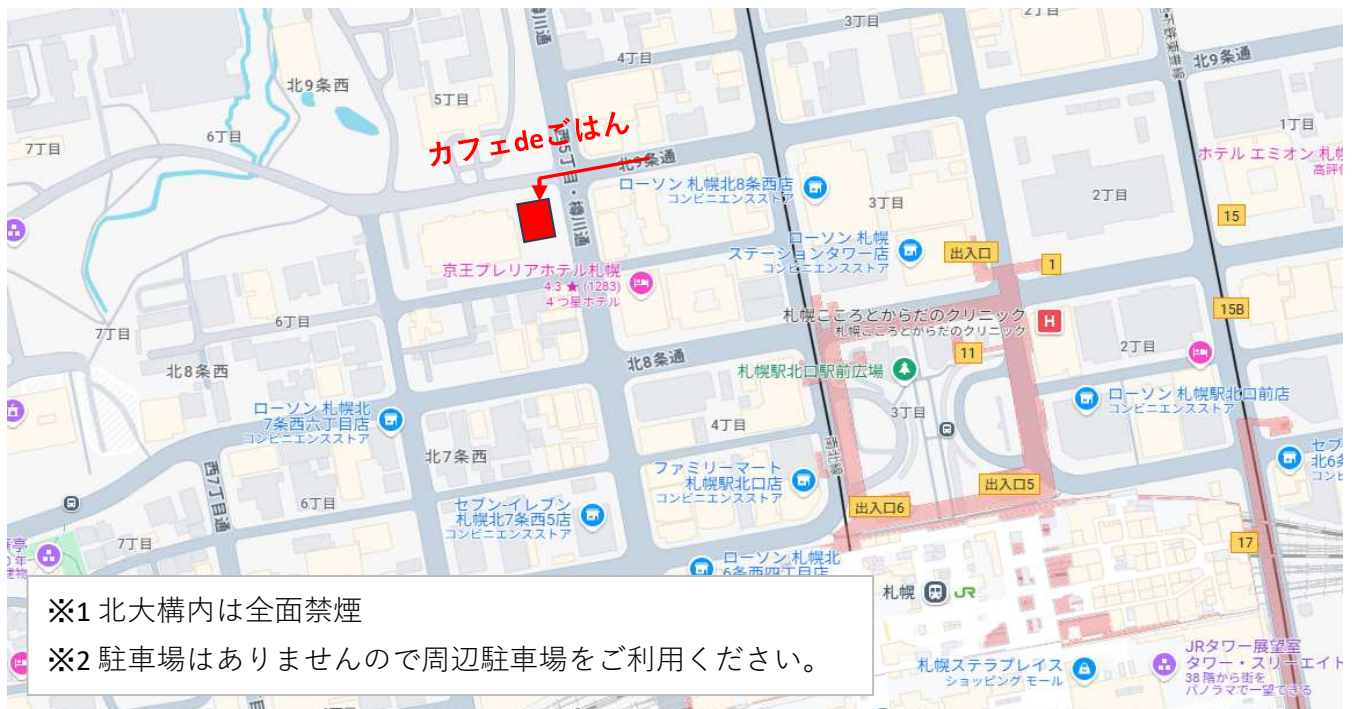 樽川通
3丁目
4丁目
北9条通
北9条西
5丁目
6丁目
7丁目
カフェdeごはん
西5丁目・樽川通
北9条通
ローソン 札幌北8条西店
コンビニエンスストア
3丁目
2丁目
1丁目
ホテル エミオン 札幌
15
ローソン 札幌
ステーションタワー店
コンビニエンスストア
出入口
1
京王プレリアホテル札幌
4.3 ★ (1283)
4 つ星ホテル
札幌こころとからだのクリニック
札幌こころとからだのクリニック
H
11
15B
6丁目
7丁目
北8条西
北8条通
札幌駅北口駅前広場
2丁目
ローソン 札幌駅北口前店
コンビニエンスストア
ローソン 札幌北
7条西六丁目店
コンビニエンスストア
4丁目
3丁目
南北線
北7条西
西7丁目通
ファミリーマート
札幌駅北口店
コンビニエンスストア
出入口5
出入口6
セブン-イレブン
札幌北7条西5店
コンビニエンスストア
6丁目
7丁目
17
ローソン 札幌北
6条西四丁目店
札幌
JR
※1 北大構内は全面禁煙
※2 駐車場はありませんので周辺駐車場をご利用ください。
札幌ステラプレイス
ショッピング モール
JRタワー展望室
タワー・スリーエイト
38 階から街を
パノラマで一望できる